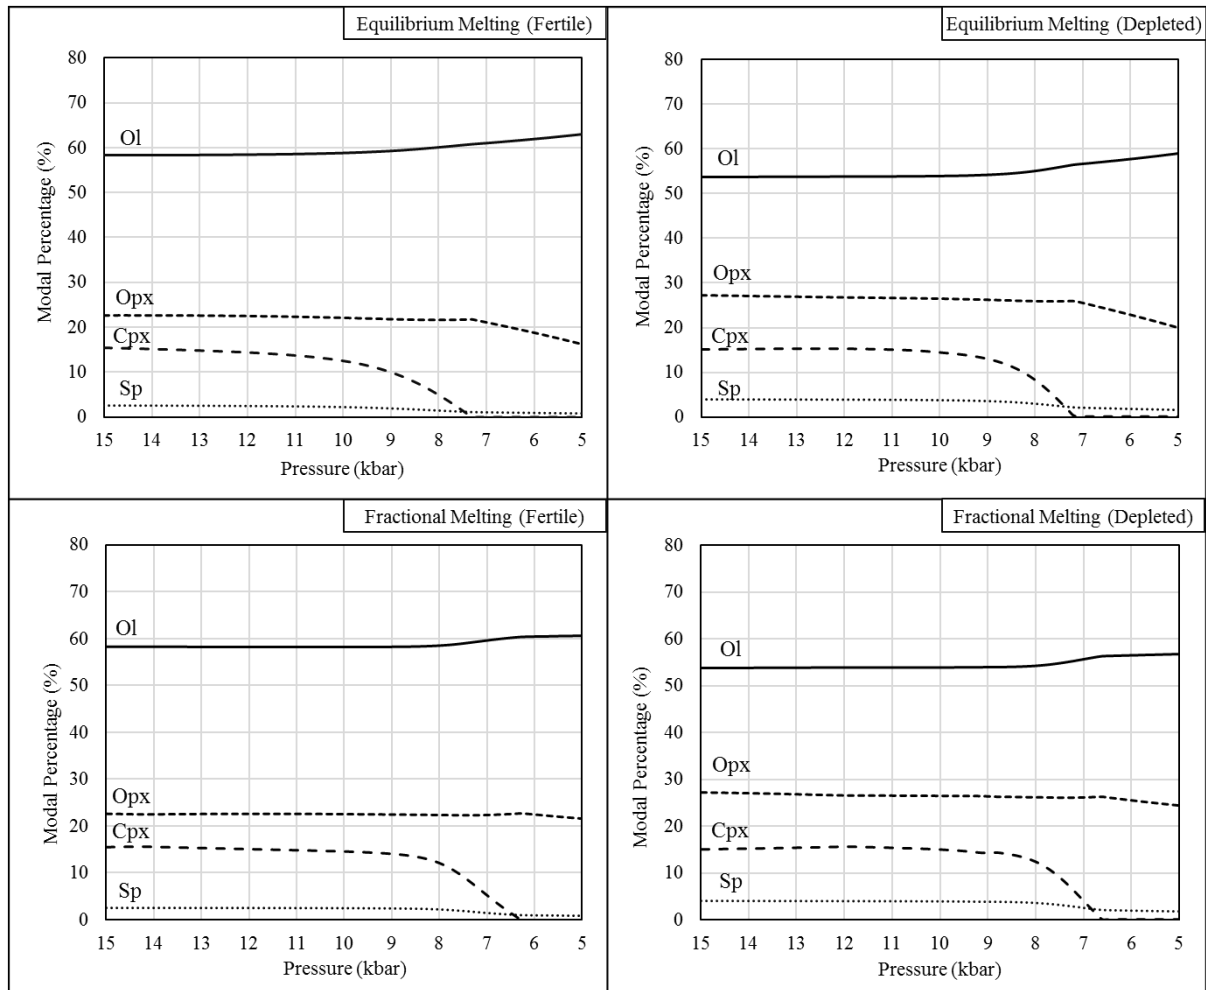 Equilibrium Melting (Fertile)
80
70
60
50
40
30
20
10
0
Modal Percentage (%)
Ol
Opx
Cpx
Sp
15 14 13 12 11 10 9 8 7 6 5
Pressure (kbar)
Equilibrium Melting (Depleted)
80
70
60
50
40
30
20
10
0
Modal Percentage (%)
Ol
Opx
Cpx
Sp
15 14 13 12 11 10 9 8 7 6 5
Pressure (kbar)
Fractional Melting (Fertile)
80
70
60
50
40
30
20
10
0
Modal Percentage (%)
Ol
Opx
Cpx
Sp
15 14 13 12 11 10 9 8 7 6 5
Pressure (kbar)
Fractional Melting (Depleted)
80
70
60
50
40
30
20
10
0
Modal Percentage (%)
Ol
Opx
Cpx
Sp
15 14 13 12 11 10 9 8 7 6 5
Pressure (kbar)